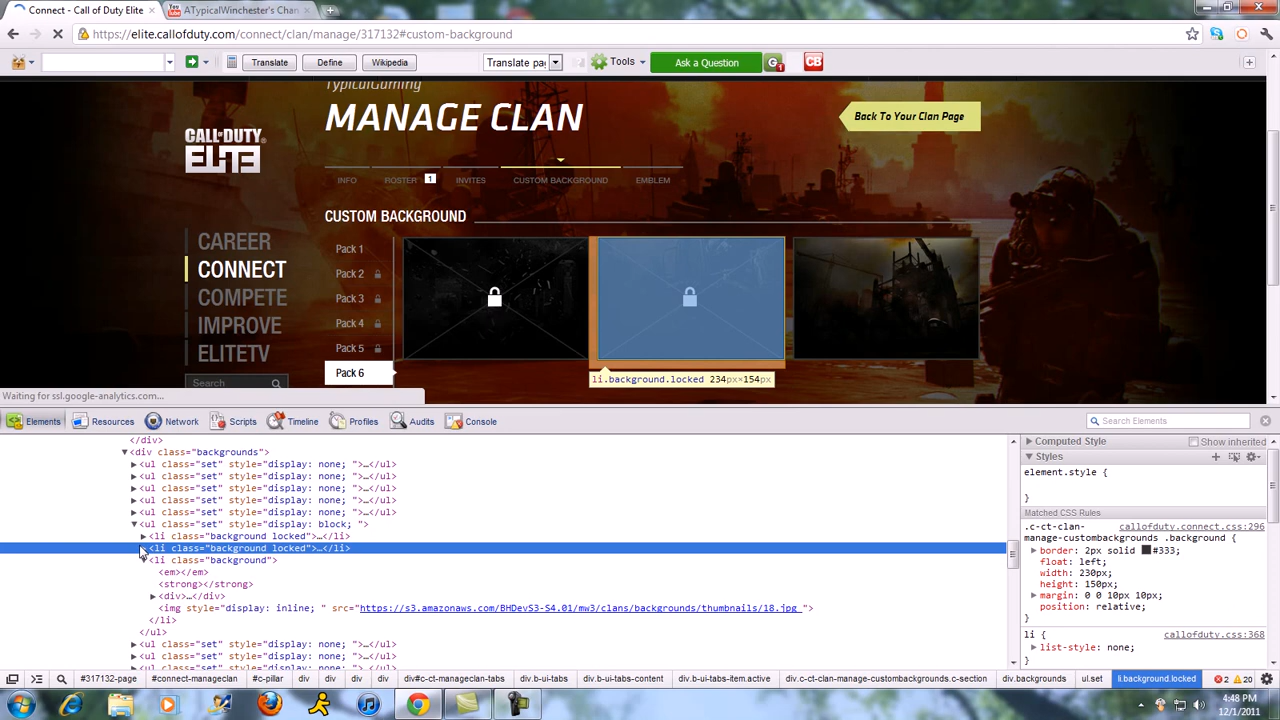 Connect - Call of Duty Elite
ATypicalWinchester's Chan
https://elite.callofduty.com/connect/clan/manage/317132#custom-background
Translate
Define
Wikipedia
Translate pag
Tools
Ask a Question
G 1
CB
TypicalGaming
MANAGE CLAN
Back To Your Clan Page
CALL OF DUTY
ELITE
INFO
ROSTER 1
INVITES
CUSTOM BACKGROUND
EMBLEM
CUSTOM BACKGROUND
CAREER
CONNECT
COMPETE
IMPROVE
ELITETV
Search
Pack 1
Pack 2
Pack 3
Pack 4
Pack 5
Pack 6
li.background.locked 234px×154px
Waiting for ssl.google-analytics.com...
Elements
Resources
Network
Scripts
Timeline
Profiles
Audits
Console
Search Elements
</div>
<div class="backgrounds">
<ul class="set" style="display: none; ">…</ul>
<ul class="set" style="display: none; ">…</ul>
<ul class="set" style="display: none; ">…</ul>
<ul class="set" style="display: none; ">…</ul>
<ul class="set" style="display: none; ">…</ul>
<ul class="set" style="display: block; ">
<li class="background locked">…</li>
<li class="background locked">…</li>
<li class="background">
<em></em>
<strong></strong>
<div>…</div>
<img style="display: inline; " src="https://s3.amazonaws.com/BHDevS3-S4.01/mw3/clans/backgrounds/thumbnails/18.jpg ">
</li>
</ul>
<ul class="set" style="display: none; ">…</ul>
<ul class="set" style="display: none; ">…</ul>
<ul class="set" style="display: none; ">…</ul>
Computed Style
Show inherited
Styles
element.style {
}
Matched CSS Rules
.c-ct-clan- callofduty.connect.css:296
manage-custombackgrounds .background {
border: 2px solid #333;
float: left;
width: 230px;
height: 150px;
margin: 0 0 10px 10px;
position: relative;
}
li { callofduty.css:368
list-style: none;
}
#317132-page
#connect-manageclan
#c-pillar
div
div
div
div#c-ct-manageclan-tabs
div.b-ui-tabs
div.b-ui-tabs-content
div.b-ui-tabs-item.active
div.c-ct-clan-manage-custombackgrounds.c-section
div.backgrounds
ul.set
li.background.locked
2
20
4:48 PM
12/1/2011